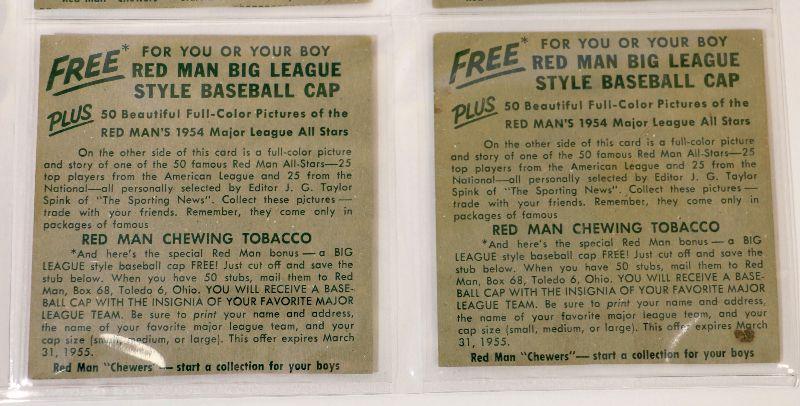 FREE* FOR YOU OR YOUR BOY
RED MAN BIG LEAGUE
STYLE BASEBALL CAP
PLUS 50 Beautiful Full-Color Pictures of the
RED MAN'S 1954 Major League All Stars
On the other side of this card is a full-color picture
and story of one of the 50 famous Red Man All-Stars—25
top players from the American League and 25 from the
National—all personally selected by Editor J. G. Taylor
Spink of "The Sporting News". Collect these pictures—
trade with your friends. Remember, they come only in
packages of famous
RED MAN CHEWING TOBACCO
*And here's the special Red Man bonus—a BIG
LEAGUE style baseball cap FREE! Just cut off and save the
stub below. When you have 50 stubs, mail them to Red
Man, Box 68, Toledo 6, Ohio. YOU WILL RECEIVE A BASE-
BALL CAP WITH THE INSIGNIA OF YOUR FAVORITE MAJOR
LEAGUE TEAM. Be sure to print your name and address,
the name of your favorite major league team, and your
cap size (small, medium, or large). This offer expires March
31, 1955.
Red Man "Chewers"—start a collection for your boys
FREE* FOR YOU OR YOUR BOY
RED MAN BIG LEAGUE
STYLE BASEBALL CAP
PLUS 50 Beautiful Full-Color Pictures of the
RED MAN'S 1954 Major League All Stars
On the other side of this card is a full-color picture
and story of one of the 50 famous Red Man All-Stars—25
top players from the American League and 25 from the
National—all personally selected by Editor J. G. Taylor
Spink of "The Sporting News". Collect these pictures—
trade with your friends. Remember, they come only in
packages of famous
RED MAN CHEWING TOBACCO
*And here's the special Red Man bonus—a BIG
LEAGUE style baseball cap FREE! Just cut off and save the
stub below. When you have 50 stubs, mail them to Red
Man, Box 68, Toledo 6, Ohio. YOU WILL RECEIVE A BASE-
BALL CAP WITH THE INSIGNIA OF YOUR FAVORITE MAJOR
LEAGUE TEAM. Be sure to print your name and address,
the name of your favorite major league team, and your
cap size (small, medium, or large). This offer expires March
31, 1955.
Red Man "Chewers"—start a collection for your boys